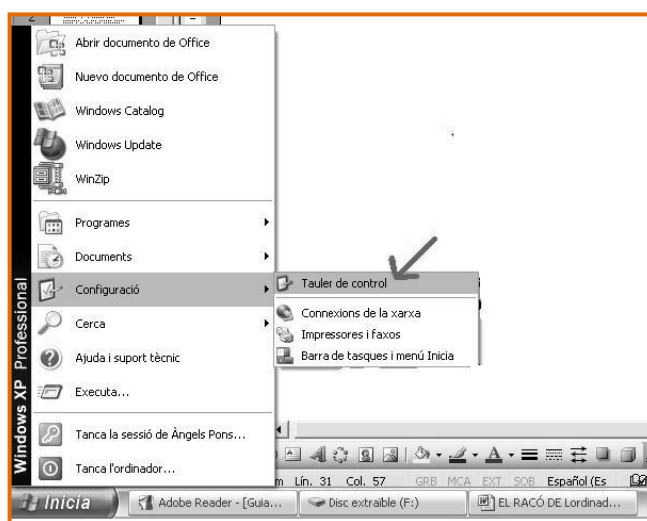 2
Abrir documento de Office
Nuevo documento de Office
Windows Catalog
Windows Update
WinZip
Programes
Documents
Configuració
Cerca
Ajuda i suport tècnic
Executa...
Tanca la sessió de Àngels Pons...
Tanca l'ordinador...
Windows XP Professional
Tauler de control
Connexions de la xarxa
Impressores i faxos
Barra de tasques i menú Inicia
m Lín. 31 Col. 57 GRB MCA EXT SOB Español (Es
Inicia Adobe Reader - [Guia... Disc extraïble (F:) EL RACÓ DE Lordinad...